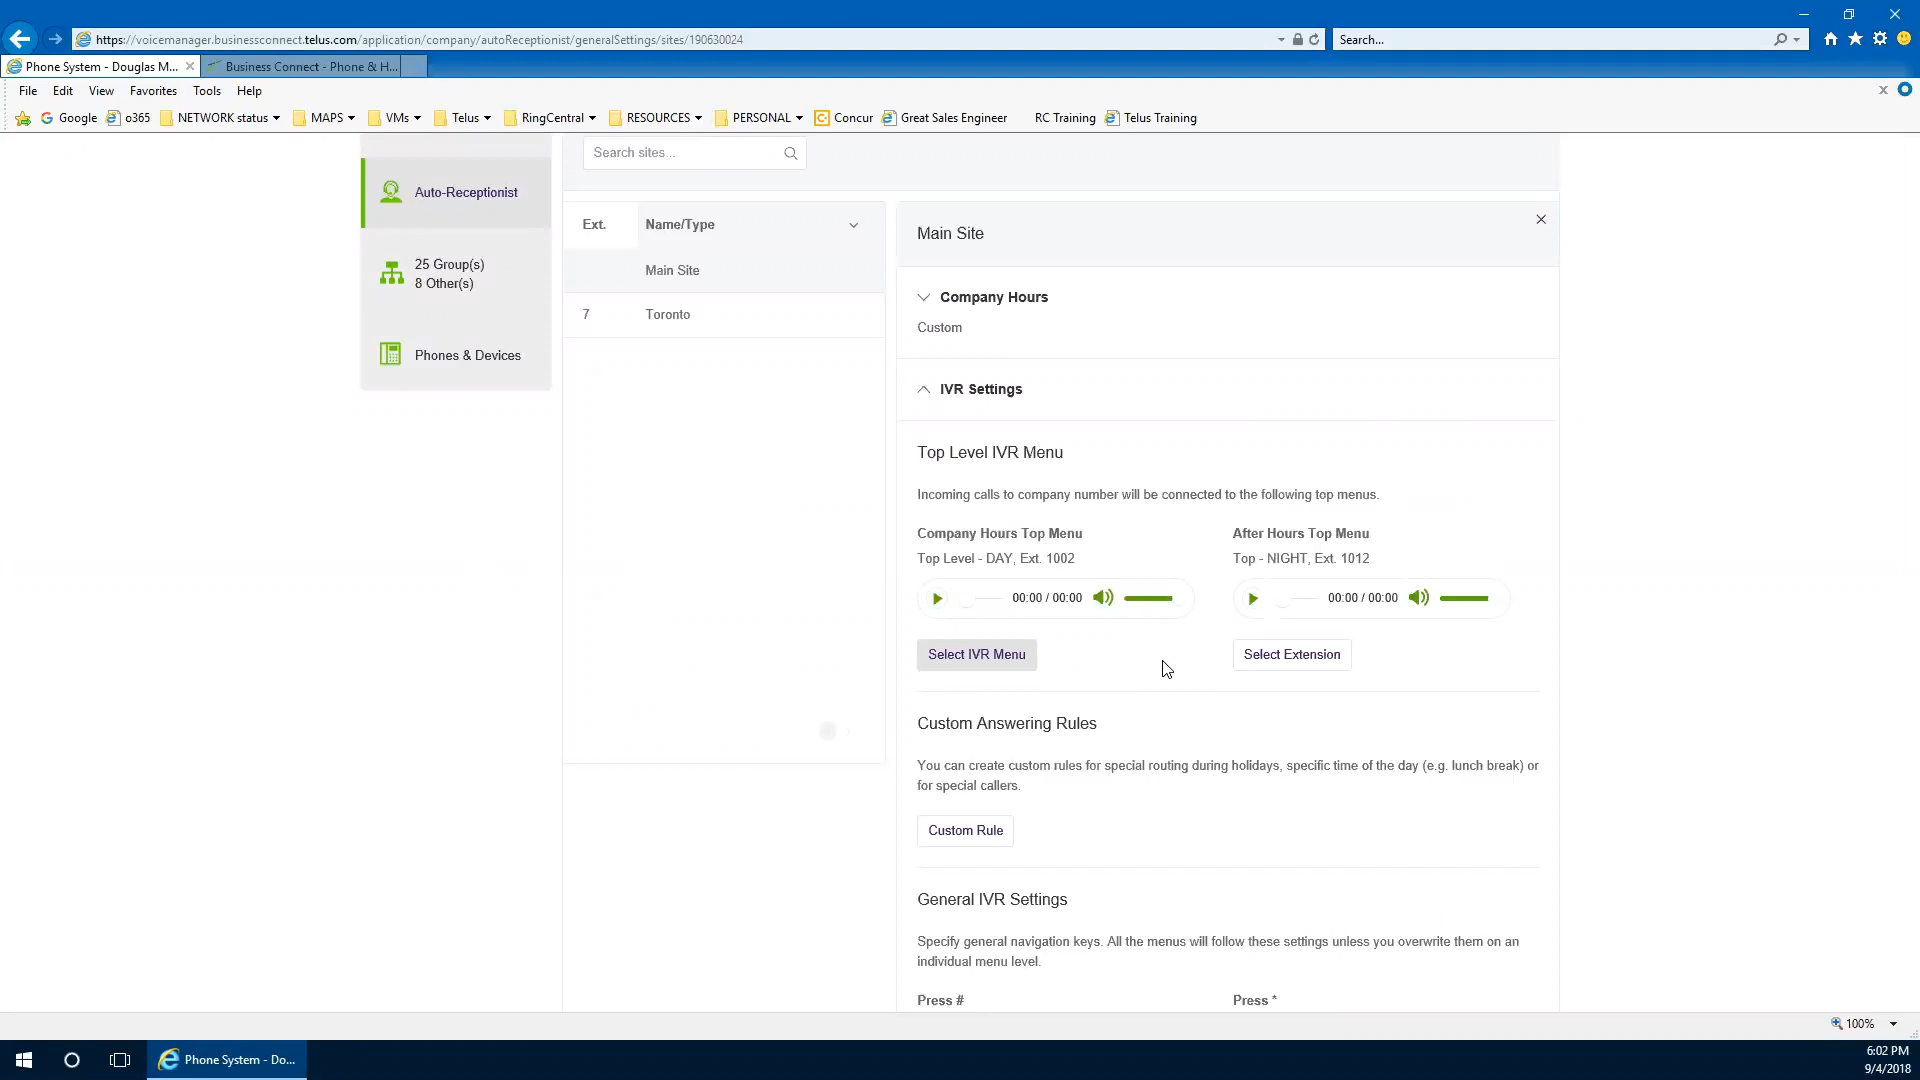 https://voicemanager.businessconnect.telus.com/application/company/autoReceptionist/generalSettings/sites/190630024
Search...
Phone System - Douglas M...
Business Connect - Phone & H...
File Edit View Favorites Tools Help
Google o365 NETWORK status MAPS VMs Telus RingCentral RESOURCES PERSONAL Concur Great Sales Engineer RC Training Telus Training
Search sites...
Auto-Receptionist
25 Group(s)
8 Other(s)
Phones & Devices
Ext. Name/Type
Main Site
7 Toronto
Main Site
Company Hours
Custom
IVR Settings
Top Level IVR Menu
Incoming calls to company number will be connected to the following top menus.
Company Hours Top Menu
Top Level - DAY, Ext. 1002
00:00 / 00:00
Select IVR Menu
After Hours Top Menu
Top - NIGHT, Ext. 1012
00:00 / 00:00
Select Extension
Custom Answering Rules
You can create custom rules for special routing during holidays, specific time of the day (e.g. lunch break) or
for special callers.
Custom Rule
General IVR Settings
Specify general navigation keys. All the menus will follow these settings unless you overwrite them on an
individual menu level.
Press # Press *
100%
Phone System - Do...
6:02 PM
9/4/2018